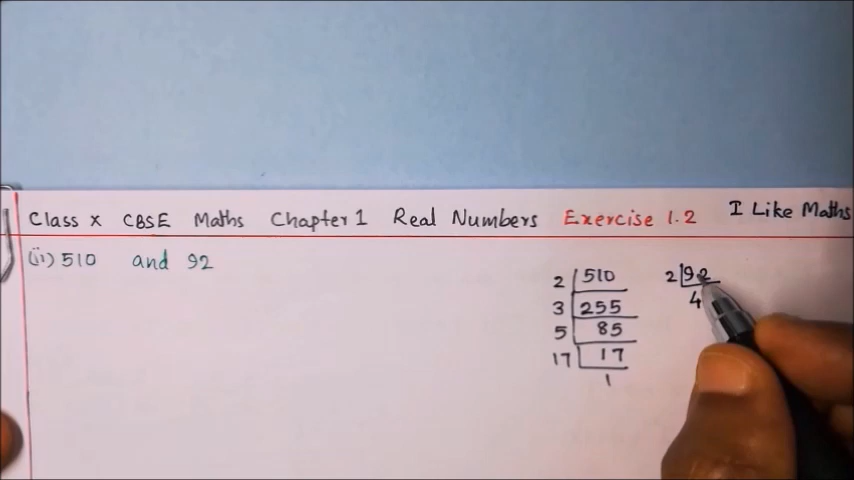 Class X CBSE Maths Chapter 1 Real Numbers Exercise 1.2 I Like Maths
(ii) 510 and 92
2 510 2 92
3 255 4
5 85
17 17
1